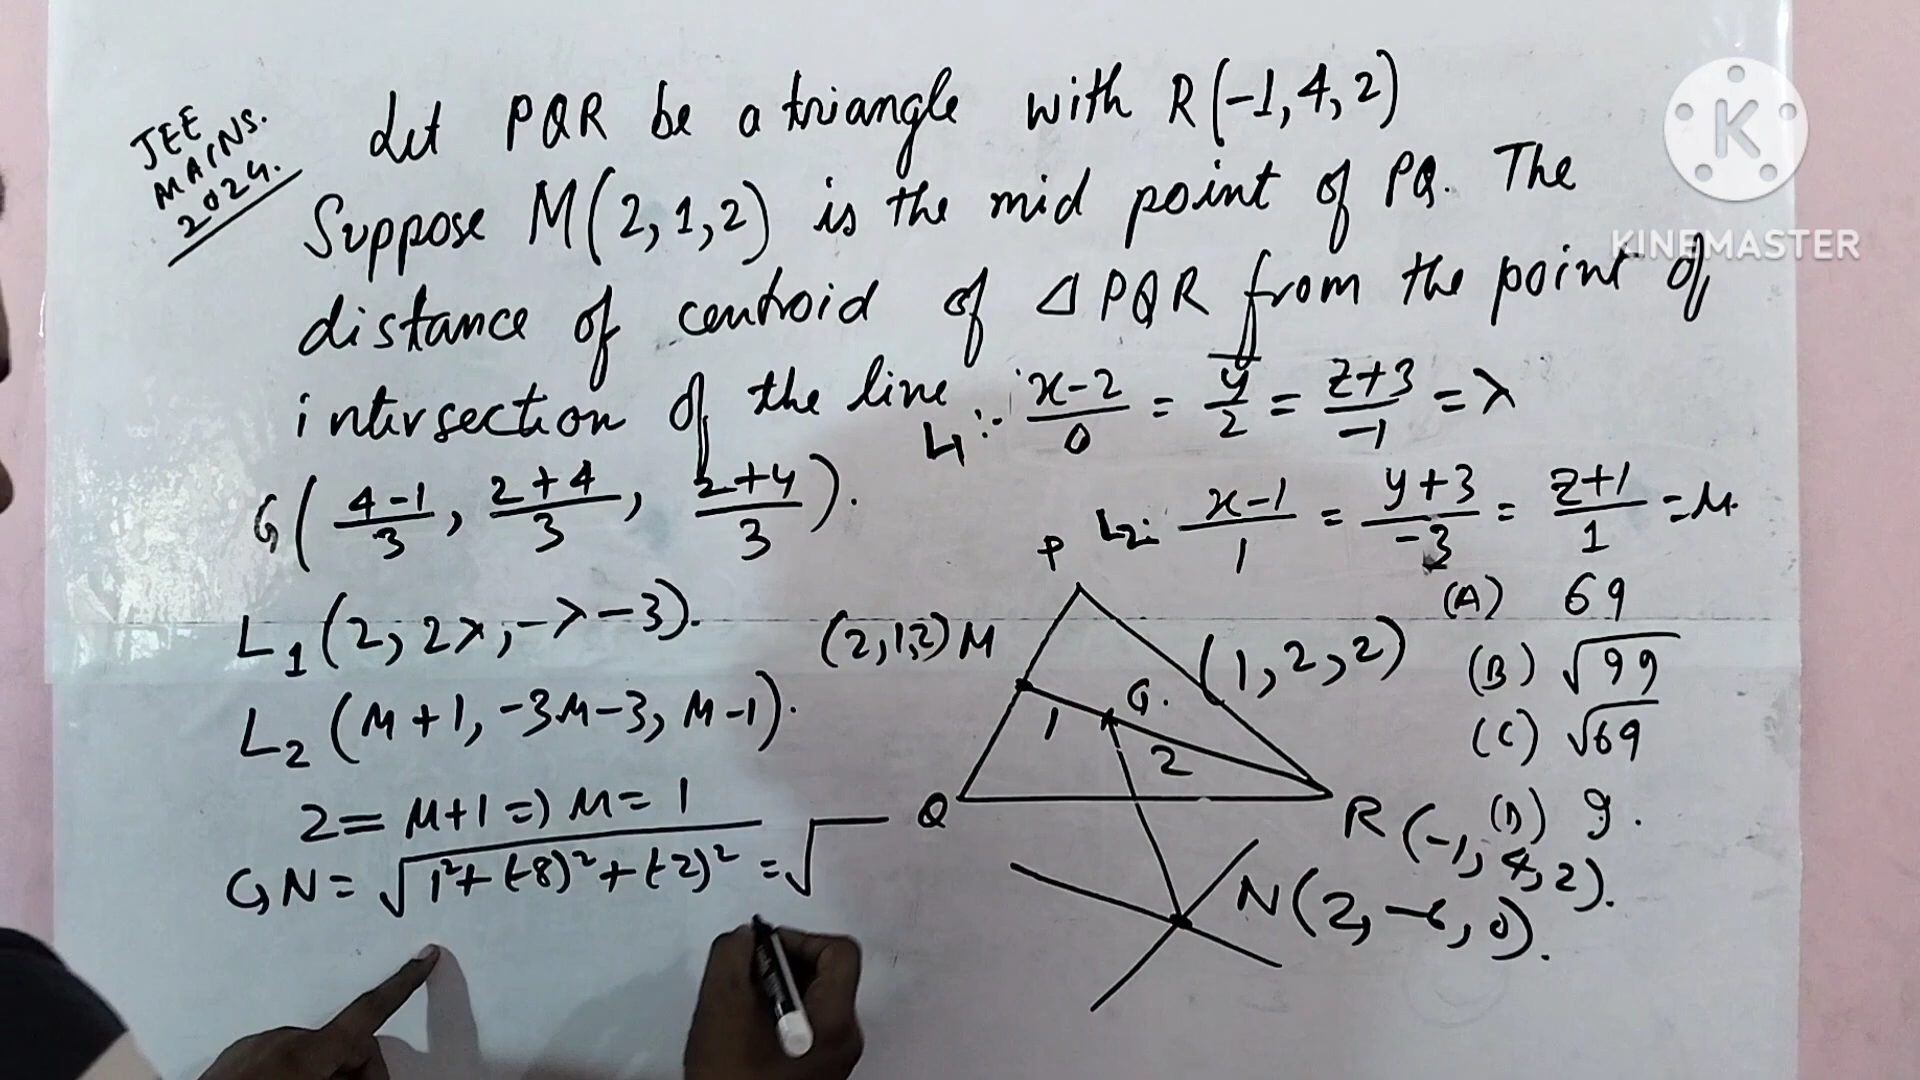 JEE
MAINS.
2024.
Let PQR be a triangle with R(-1,4,2)
Suppose M(2,1,2) is the mid point of PQ. The
distance of centroid of △PQR from the point of
intersection of the line
L1:- x-2/0 = y/2 = z+3/-1 = λ
G(4-1/3, 2+4/3, 2+4/3).
L2: x-1/1 = y+3/-3 = z+1/1 = μ.
L1(2, 2λ, -λ-3).
L2(μ+1, -3μ-3, μ-1).
2 = μ+1 => μ = 1
GN = √1²+(-8)²+(-2)² = √
P
(2,1,2) M
G.
(1,2,2)
1
2
Q
R(-1,4,2).
N(2,-6,0).
(A) 69
(B) √99
(C) √69
(D) 9.
K
KINEMASTER